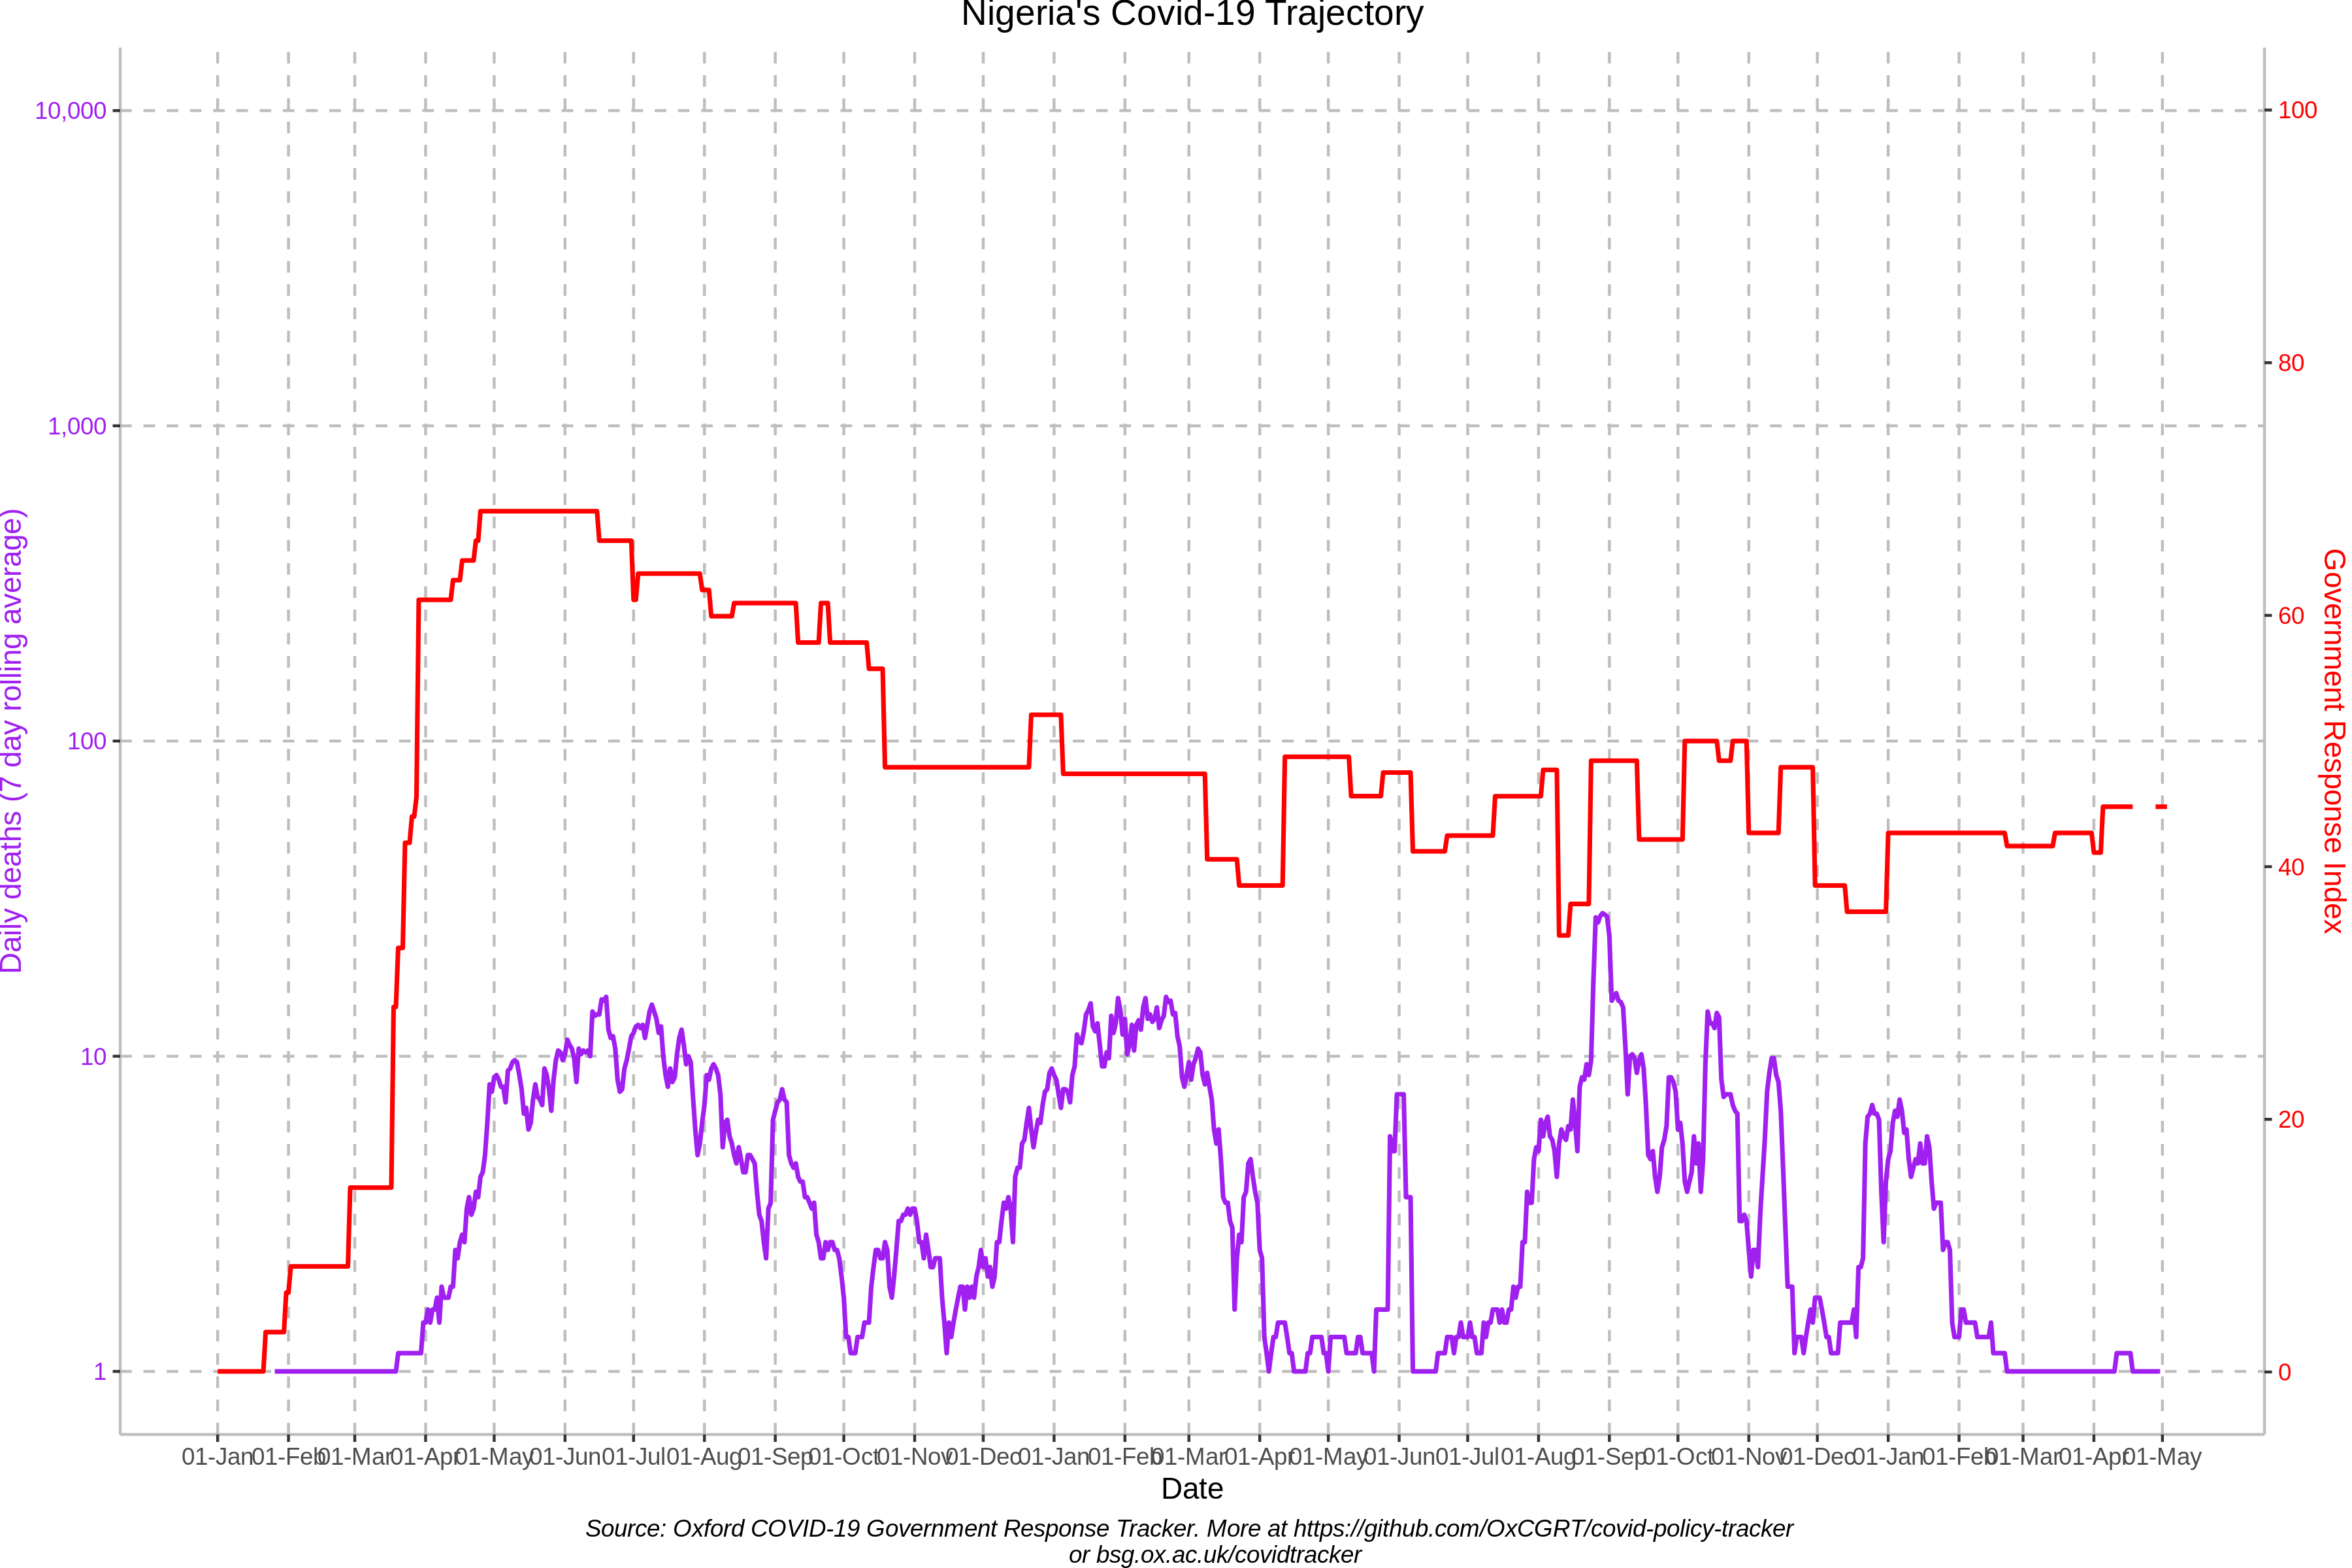 Nigeria's Covid-19 Trajectory
10,000
1,000
100
10
1
Daily deaths (7 day rolling average)
100
80
60
40
20
0
Government Response Index
01-Jan 01-Feb 01-Mar 01-Apr 01-May 01-Jun 01-Jul 01-Aug 01-Sep 01-Oct 01-Nov 01-Dec 01-Jan 01-Feb 01-Mar 01-Apr 01-May 01-Jun 01-Jul 01-Aug 01-Sep 01-Oct 01-Nov 01-Dec 01-Jan 01-Feb 01-Mar 01-Apr 01-May
Date
Source: Oxford COVID-19 Government Response Tracker. More at https://github.com/OxCGRT/covid-policy-tracker
or bsg.ox.ac.uk/covidtracker